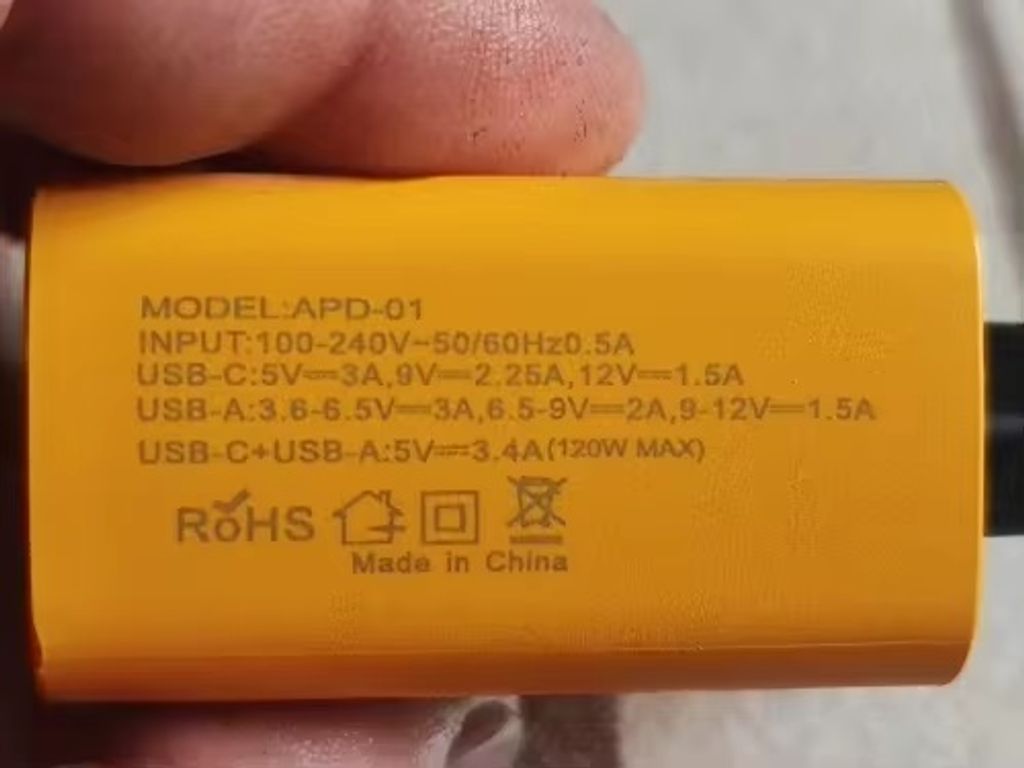 MODEL:APD-01
INPUT:100-240V~50/60Hz0.5A
USB-C:5V⎓3A,9V⎓2.25A,12V⎓1.5A
USB-A:3.6-6.5V⎓3A,6.5-9V⎓2A,9-12V⎓1.5A
USB-C+USB-A:5V⎓3.4A(120W MAX)
RoHS
Made in China